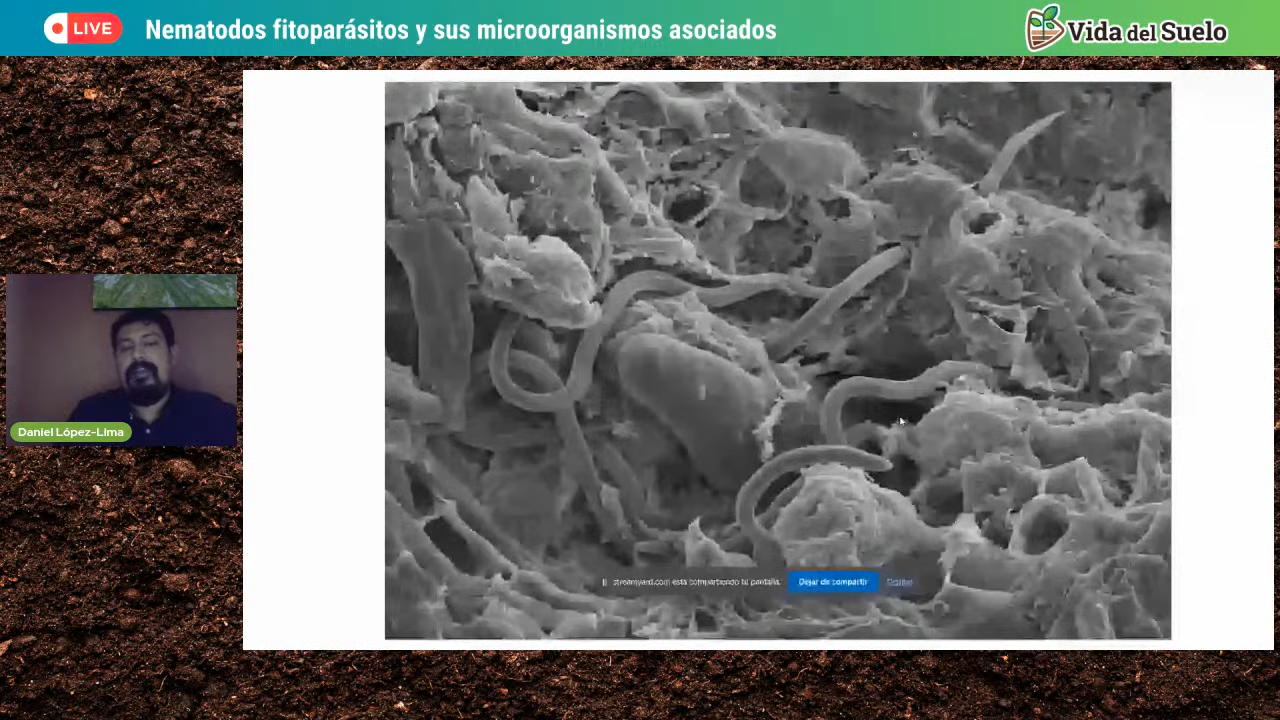 LIVE
Nematodos fitoparásitos y sus microorganismos asociados
Vida del Suelo
Daniel López-Lima
streamyard.com está compartiendo tu pantalla.
Dejar de compartir
Ocultar